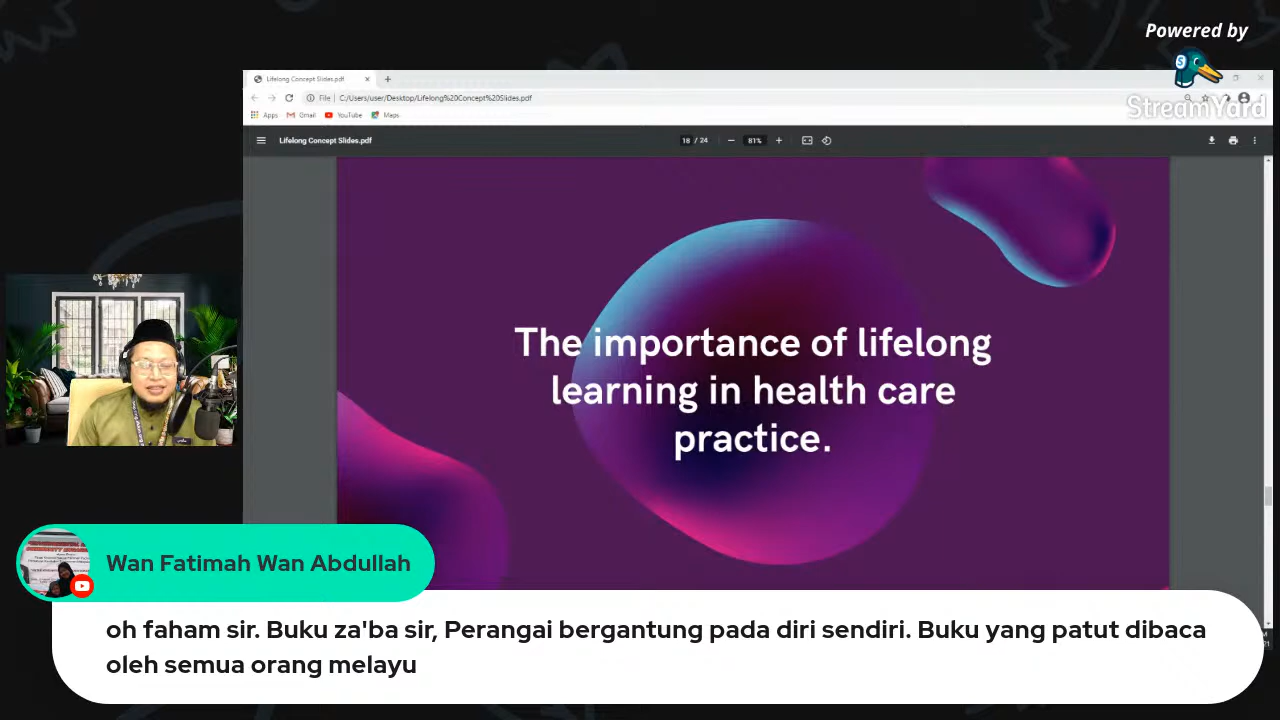 Powered by
StreamYard
Lifelong Concept Slides.pdf
File | C:/Users/user/Desktop/Lifelong%20Concept%20Slides.pdf
Apps Gmail YouTube Maps
Lifelong Concept Slides.pdf 18 / 24 81%
The importance of lifelong
learning in health care
practice.
Wan Fatimah Wan Abdullah
oh faham sir. Buku za'ba sir, Perangai bergantung pada diri sendiri. Buku yang patut dibaca
oleh semua orang melayu